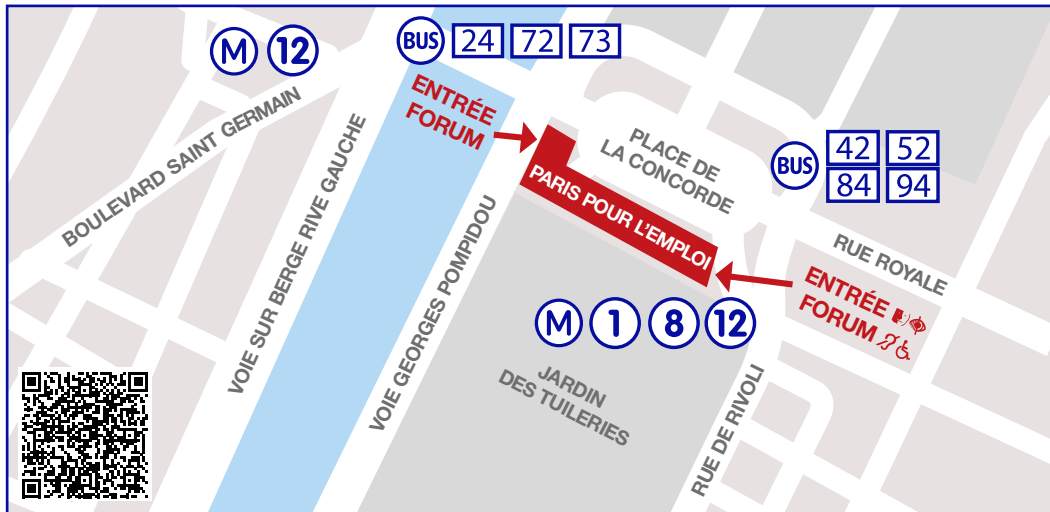 M 12
BUS 24 72 73
BOULEVARD SAINT GERMAIN
VOIE SUR BERGE RIVE GAUCHE
ENTRÉE
FORUM
VOIE GEORGES POMPIDOU
PLACE DE
LA CONCORDE
PARIS POUR L'EMPLOI
BUS 42 52
84 94
RUE ROYALE
ENTRÉE
FORUM
M 1 8 12
JARDIN
DES TUILERIES
RUE DE RIVOLI